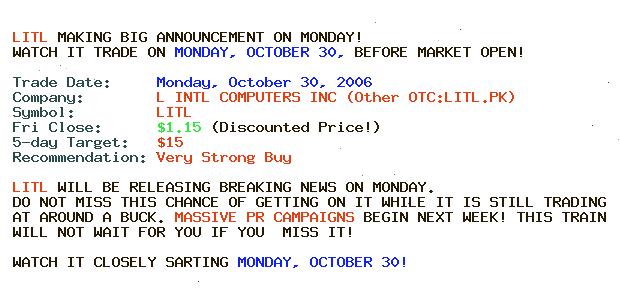 LITL MAKING BIG ANNOUNCEMENT ON MONDAY!
WATCH IT TRADE ON MONDAY, OCTOBER 30, BEFORE MARKET OPEN!
Trade Date: Monday, October 30, 2006
Company: L INTL COMPUTERS INC (Other OTC:LITL.PK)
Symbol: LITL
Fri Close: $1.15 (Discounted Price!)
5-day Target: $15
Recommendation: Very Strong Buy
LITL WILL BE RELEASING BREAKING NEWS ON MONDAY.
DO NOT MISS THIS CHANCE OF GETTING ON IT WHILE IT IS STILL TRADING
AT AROUND A BUCK. MASSIVE PR CAMPAIGNS BEGIN NEXT WEEK! THIS TRAIN
WILL NOT WAIT FOR YOU IF YOU  MISS IT!
WATCH IT CLOSELY SARTING MONDAY, OCTOBER 30!